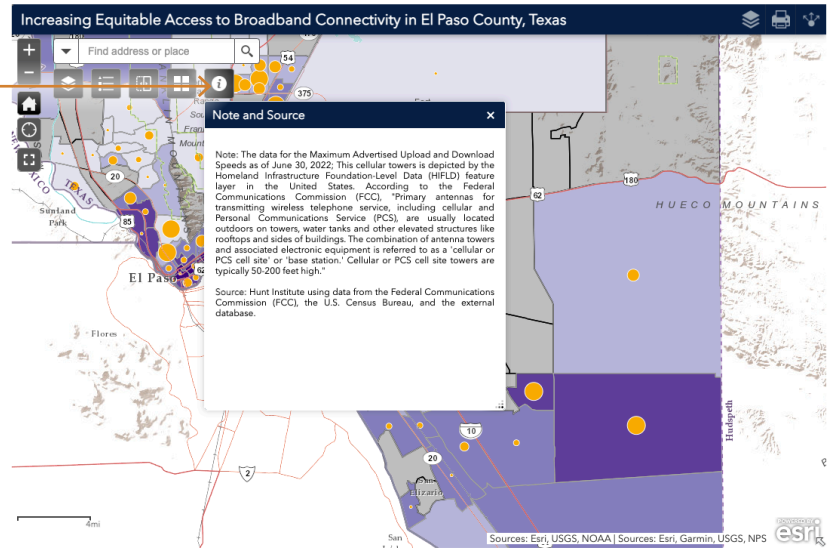 Increasing Equitable Access to Broadband Connectivity in El Paso County, Texas
Find address or place
54
375
Note and Source
Note: The data for the Maximum Advertised Upload and Download
Speeds as of June 30, 2022; This cellular towers is depicted by the
Homeland Infrastructure Foundation-Level Data (HIFLD) feature
layer in the United States. According to the Federal
Communications Commission (FCC), "Primary antennas for
transmitting wireless telephone service, including cellular and
Personal Communications Service (PCS), are usually located
outdoors on towers, water tanks and other elevated structures like
rooftops and sides of buildings. The combination of antenna towers
and associated electronic equipment is referred to as a 'cellular or
PCS cell site' or 'base station.' Cellular or PCS cell site towers are
typically 50-200 feet high."
Source: Hunt Institute using data from the Federal Communications
Commission (FCC), the U.S. Census Bureau, and the external
database.
20
TEXAS
Sunland
Park
85
El Paso
62
180
62
HUECO MOUNTAINS
Flores
Hudspeth
10
20
2
San
Elizario
San
4mi
Sources: Esri, USGS, NOAA | Sources: Esri, Garmin, USGS, NPS
POWERED BY
esri